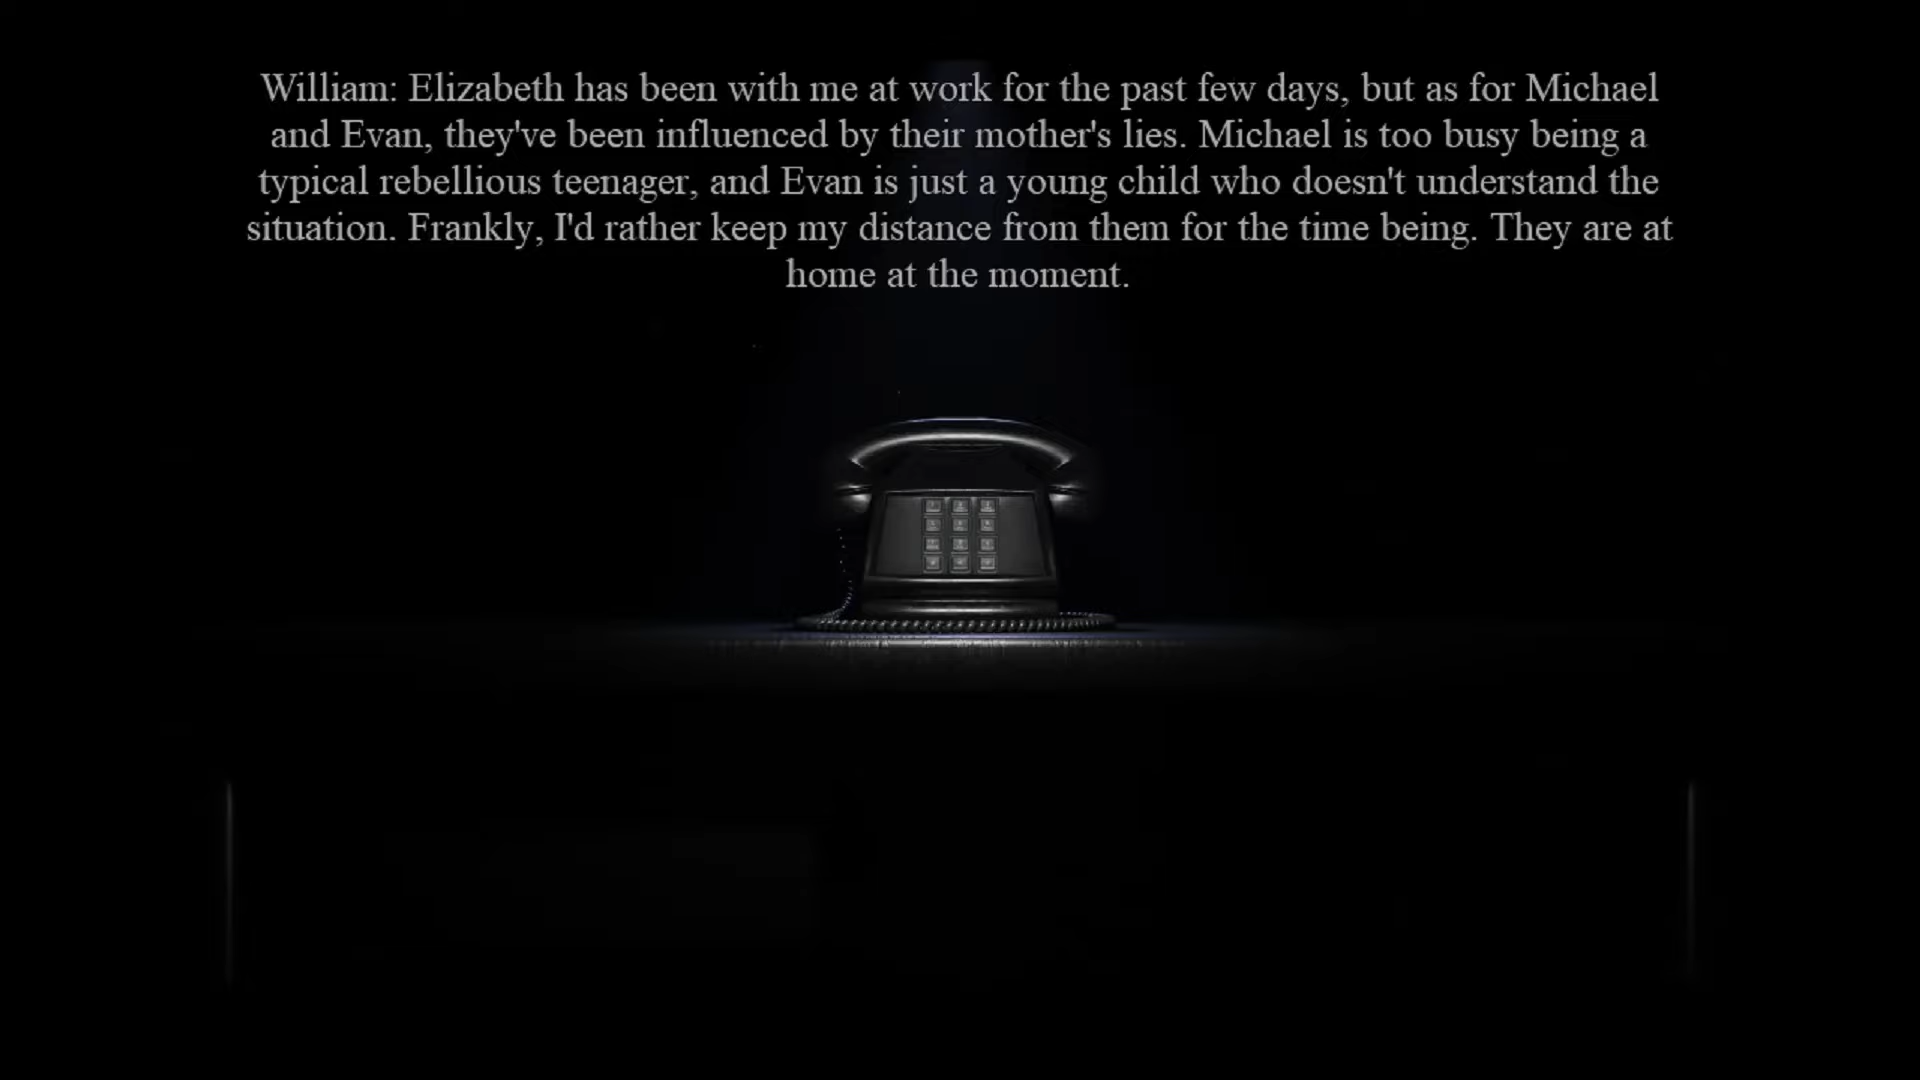 William: Elizabeth has been with me at work for the past few days, but as for Michael
and Evan, they've been influenced by their mother's lies. Michael is too busy being a
typical rebellious teenager, and Evan is just a young child who doesn't understand the
situation. Frankly, I'd rather keep my distance from them for the time being. They are at
home at the moment.